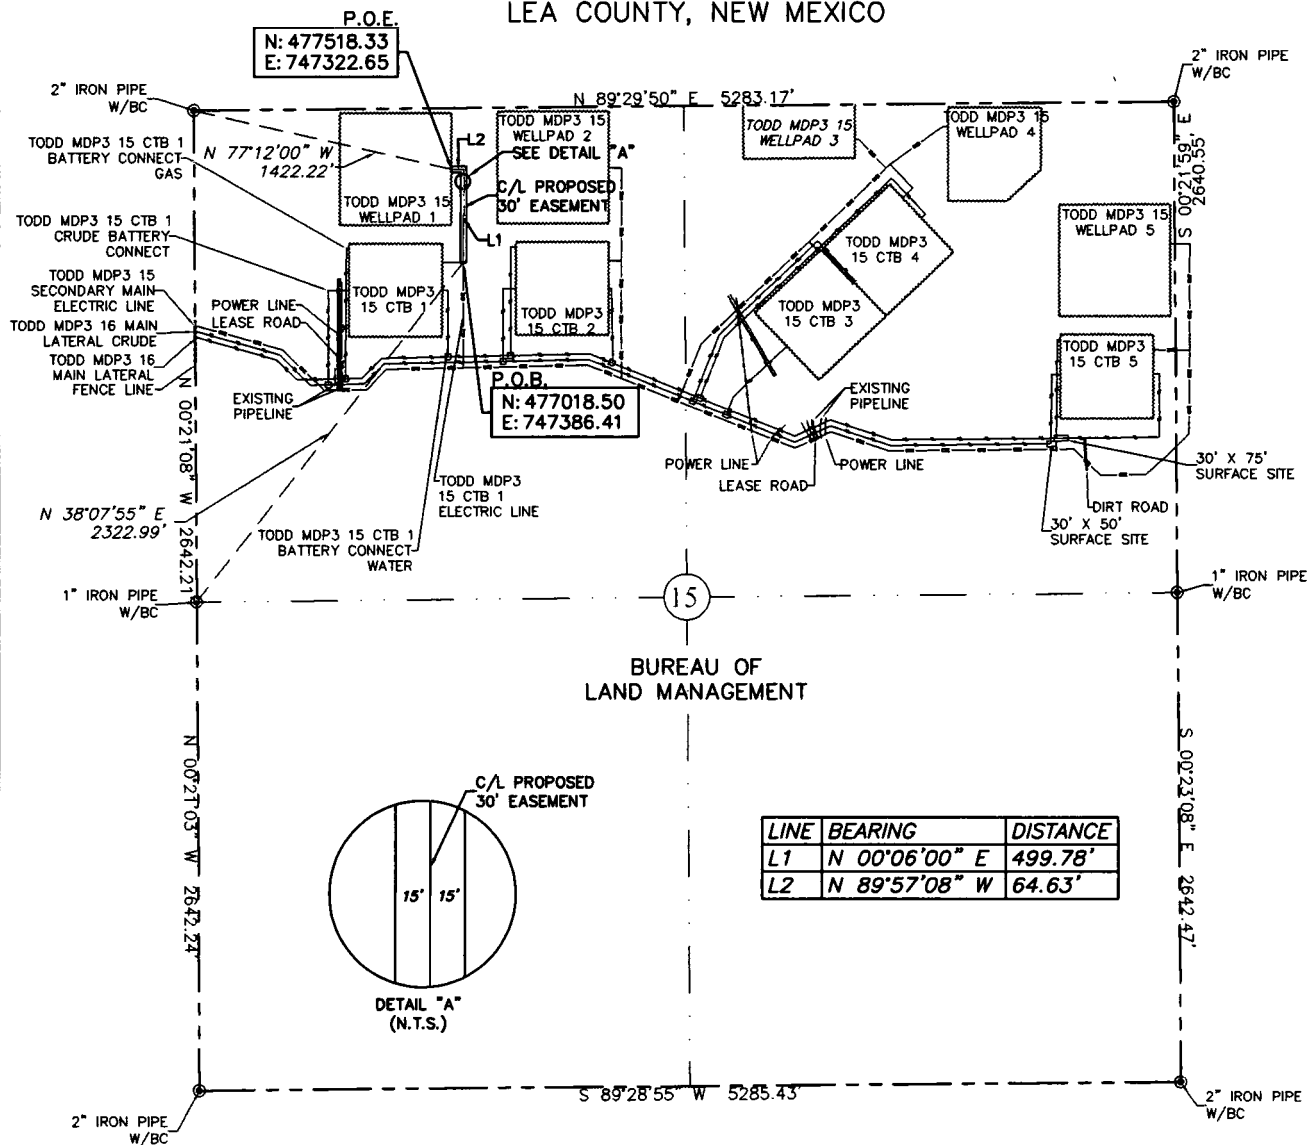 LEA COUNTY, NEW MEXICO
P.O.E.
N: 477518.33
E: 747322.65
2" IRON PIPE
W/BC
2" IRON PIPE
W/BC
N 89°29'50" E 5283.17'
TODD MDP3 15 CTB 1
BATTERY CONNECT
GAS
N 77°12'00" W
1422.22'
L2
TODD MDP3 15
WELLPAD 2
SEE DETAIL "A"
C/L PROPOSED
30' EASEMENT
L1
TODD MDP3 15
WELLPAD 1
TODD MDP3 15
WELLPAD 3
TODD MDP3 15
WELLPAD 4
S 00°21'59" E
2640.55'
TODD MDP3 15
WELLPAD 5
TODD MDP3 15 CTB 1
CRUDE BATTERY
CONNECT
TODD MDP3 15
SECONDARY MAIN
ELECTRIC LINE
TODD MDP3 16 MAIN
LATERAL CRUDE
TODD MDP3 16
MAIN LATERAL
FENCE LINE
POWER LINE
LEASE ROAD
TODD MDP3
15 CTB 1
TODD MDP3
15 CTB 2
TODD MDP3
15 CTB 4
TODD MDP3
15 CTB 3
TODD MDP3
15 CTB 5
EXISTING
PIPELINE
P.O.B.
N: 477018.50
E: 747386.41
EXISTING
PIPELINE
POWER LINE
LEASE ROAD
POWER LINE
30' X 75'
SURFACE SITE
DIRT ROAD
30' X 50'
SURFACE SITE
N 00°21'08" W 2642.21'
N 38°07'55" E
2322.99'
TODD MDP3
15 CTB 1
ELECTRIC LINE
TODD MDP3 15 CTB 1
BATTERY CONNECT
WATER
1" IRON PIPE
W/BC
15
1" IRON PIPE
W/BC
BUREAU OF
LAND MANAGEMENT
N 00°21'03" W 2642.24'
S 00°23'08" E 2642.47'
C/L PROPOSED
30' EASEMENT
15' 15'
DETAIL "A"
(N.T.S.)
LINE BEARING DISTANCE
L1 N 00°06'00" E 499.78'
L2 N 89°57'08" W 64.63'
S 89°28'55" W 5285.43'
2" IRON PIPE
W/BC
2" IRON PIPE
W/BC